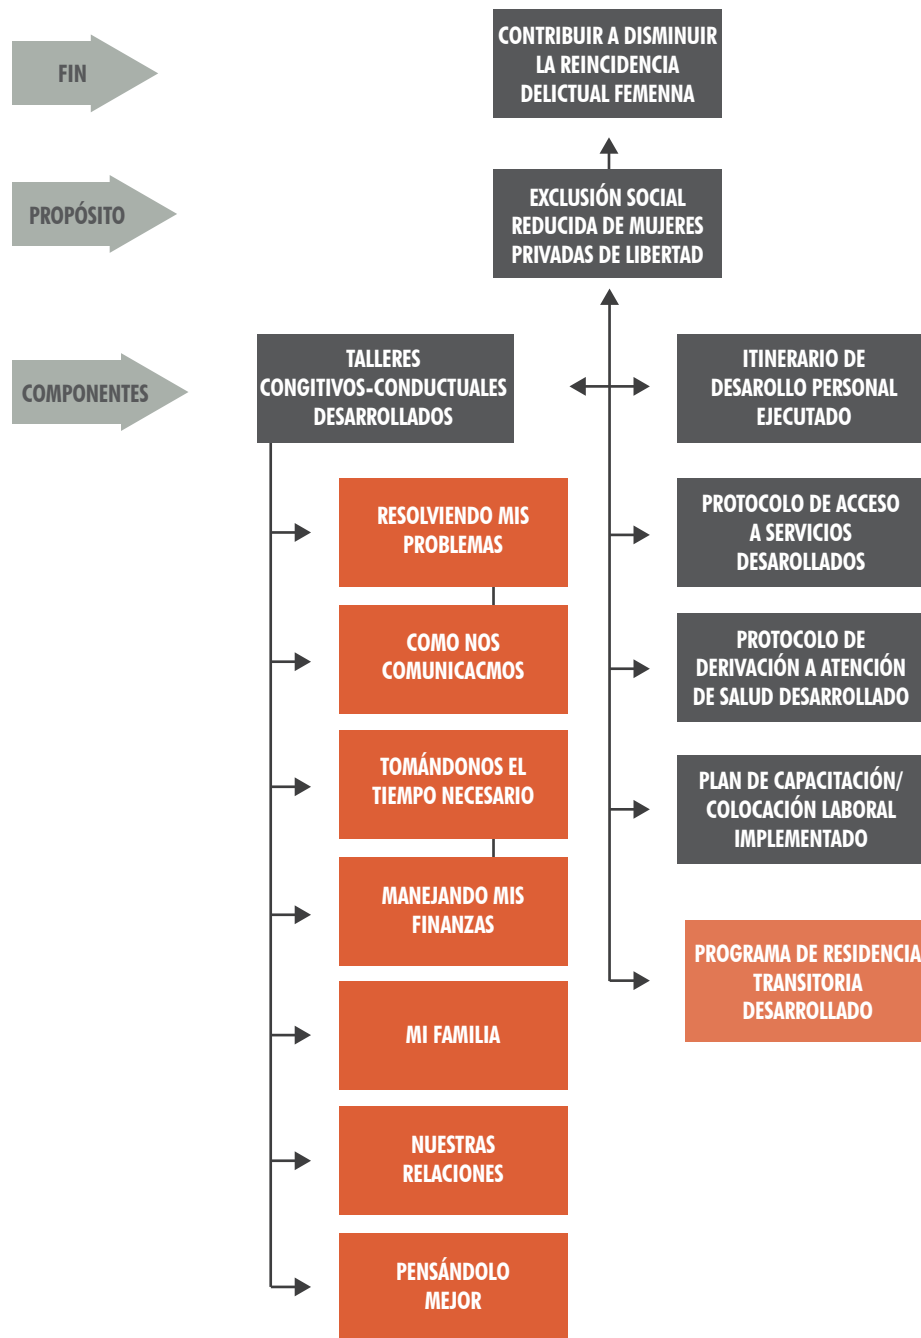 FIN
CONTRIBUIR A DISMINUIR
LA REINCIDENCIA
DELICTUAL FEMENNA
PROPÓSITO
EXCLUSIÓN SOCIAL
REDUCIDA DE MUJERES
PRIVADAS DE LIBERTAD
COMPONENTES
TALLERES
CONGITIVOS-CONDUCTUALES
DESARROLLADOS
RESOLVIENDO MIS
PROBLEMAS
COMO NOS
COMUNICACMOS
TOMÁNDONOS EL
TIEMPO NECESARIO
MANEJANDO MIS
FINANZAS
MI FAMILIA
NUESTRAS
RELACIONES
PENSÁNDOLO
MEJOR
ITINERARIO DE
DESAROLLO PERSONAL
EJECUTADO
PROTOCOLO DE ACCESO
A SERVICIOS
DESAROLLADOS
PROTOCOLO DE
DERIVACIÓN A ATENCIÓN
DE SALUD DESARROLLADO
PLAN DE CAPACITACIÓN/
COLOCACIÓN LABORAL
IMPLEMENTADO
PROGRAMA DE RESIDENCIA
TRANSITORIA
DESARROLLADO